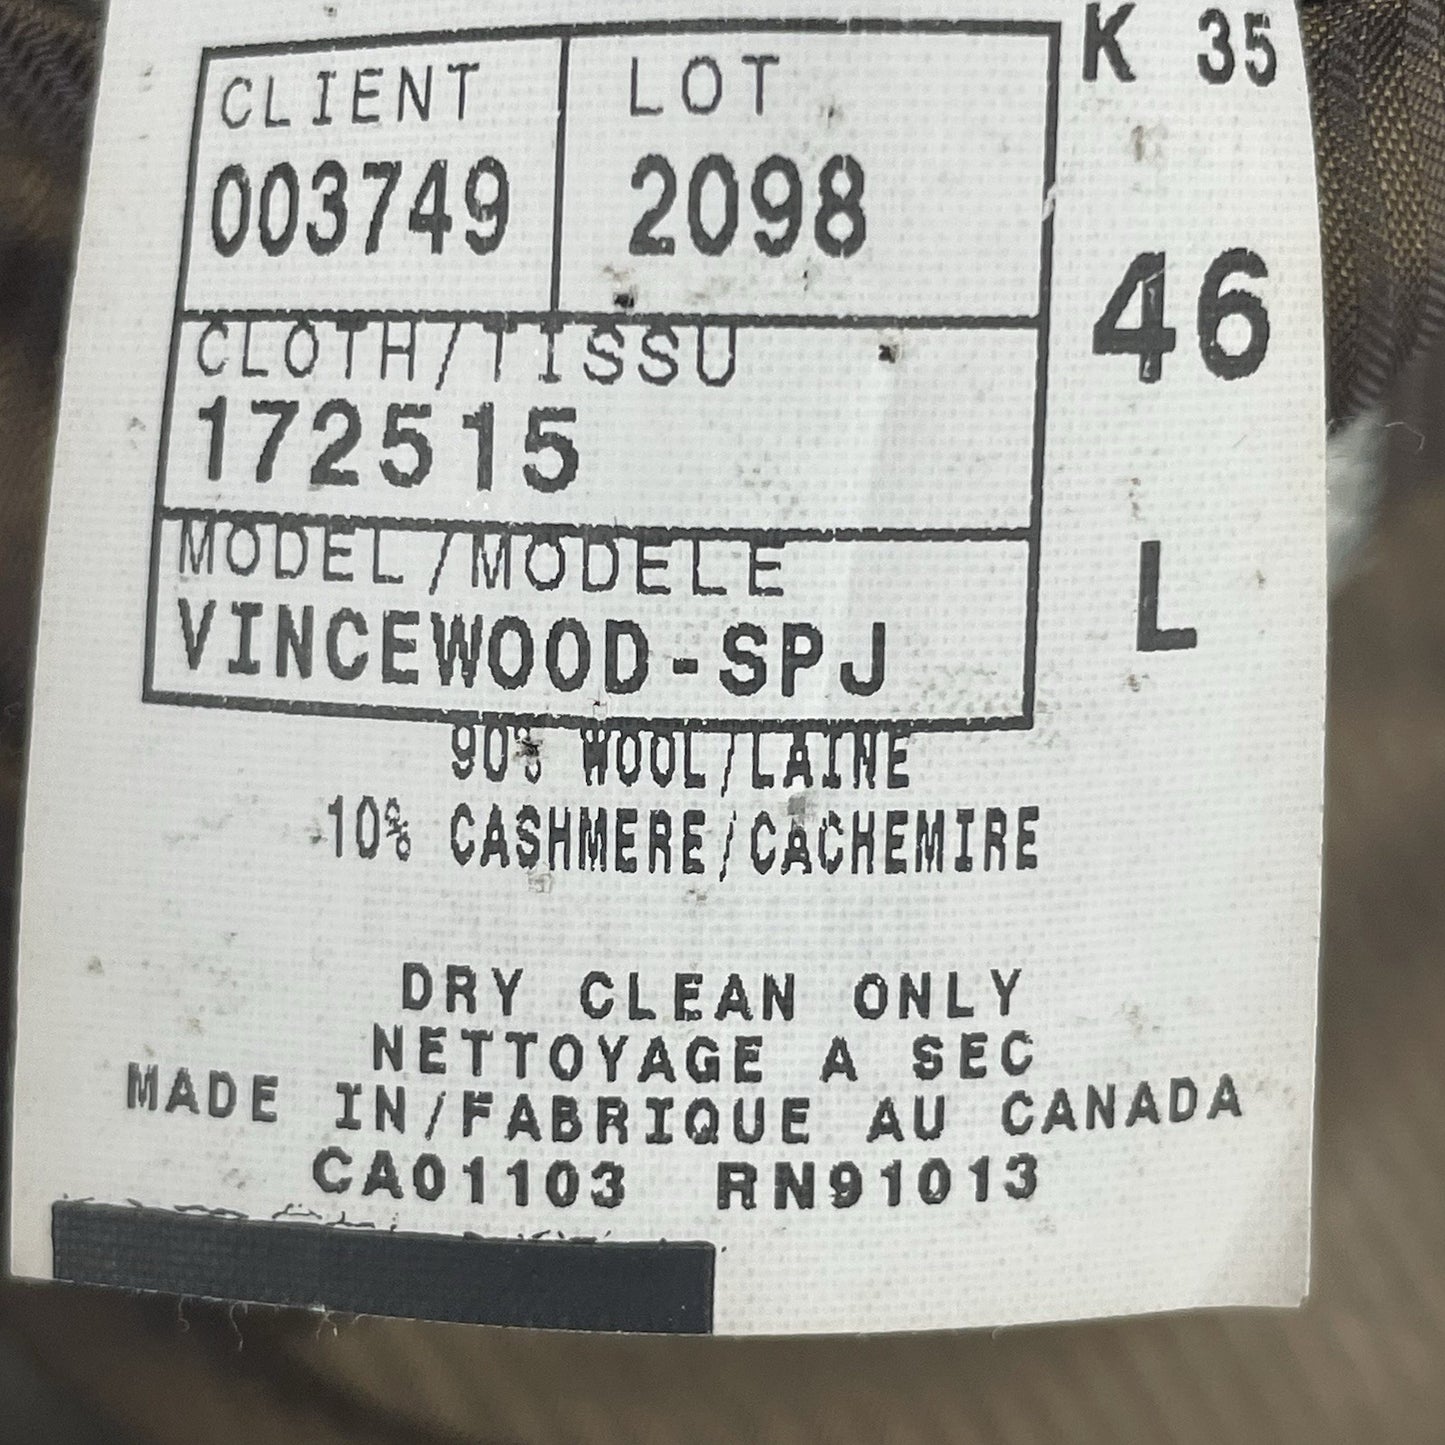 CLIENT LOT K 35
003749 2098
46
CLOTH/TISSU
172515
L
MODEL/MODELE
VINCEWOOD-SPJ
90% WOOL/LAINE
10% CASHMERE/CACHEMIRE
DRY CLEAN ONLY
NETTOYAGE A SEC
MADE IN/FABRIQUE AU CANADA
CA01103 RN91013